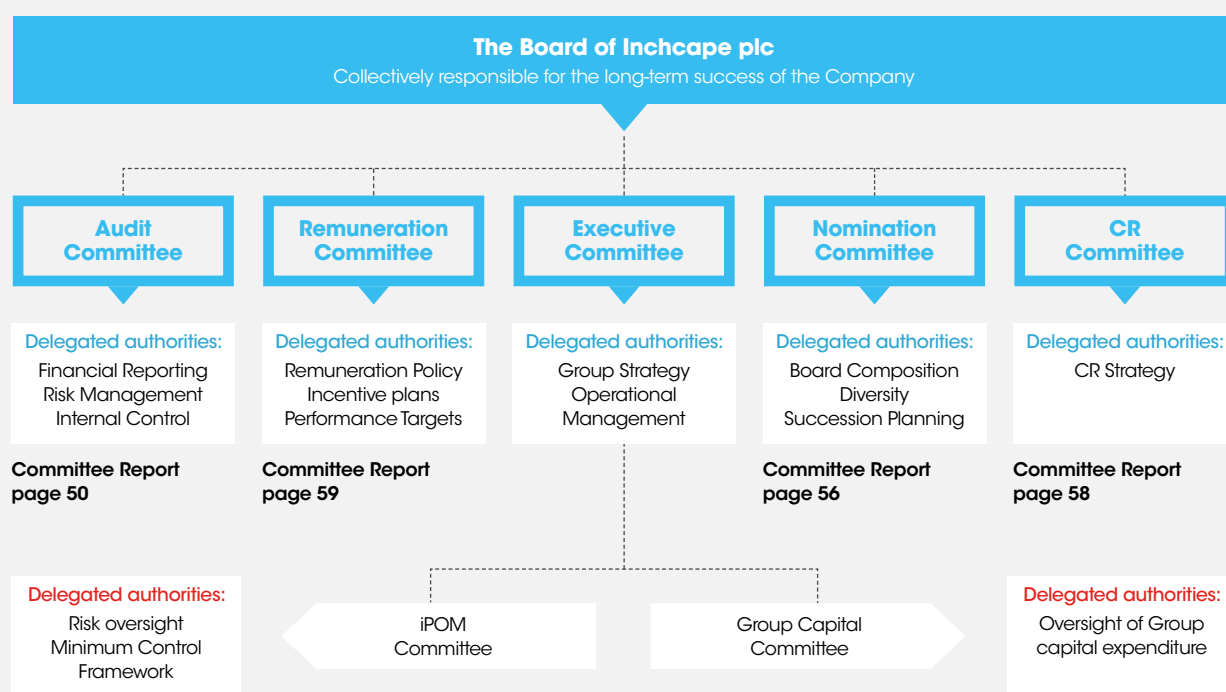 The Board of Inchcape plc
Collectively responsible for the long-term success of the Company
Audit
Committee
Remuneration
Committee
Executive
Committee
Nomination
Committee
CR
Committee
Delegated authorities:
Financial Reporting
Risk Management
Internal Control
Delegated authorities:
Remuneration Policy
Incentive plans
Performance Targets
Delegated authorities:
Group Strategy
Operational
Management
Delegated authorities:
Board Composition
Diversity
Succession Planning
Delegated authorities:
CR Strategy
Committee Report
page 50
Committee Report
page 59
Committee Report
page 56
Committee Report
page 58
Delegated authorities:
Risk oversight
Minimum Control
Framework
iPOM
Committee
Group Capital
Committee
Delegated authorities:
Oversight of Group
capital expenditure